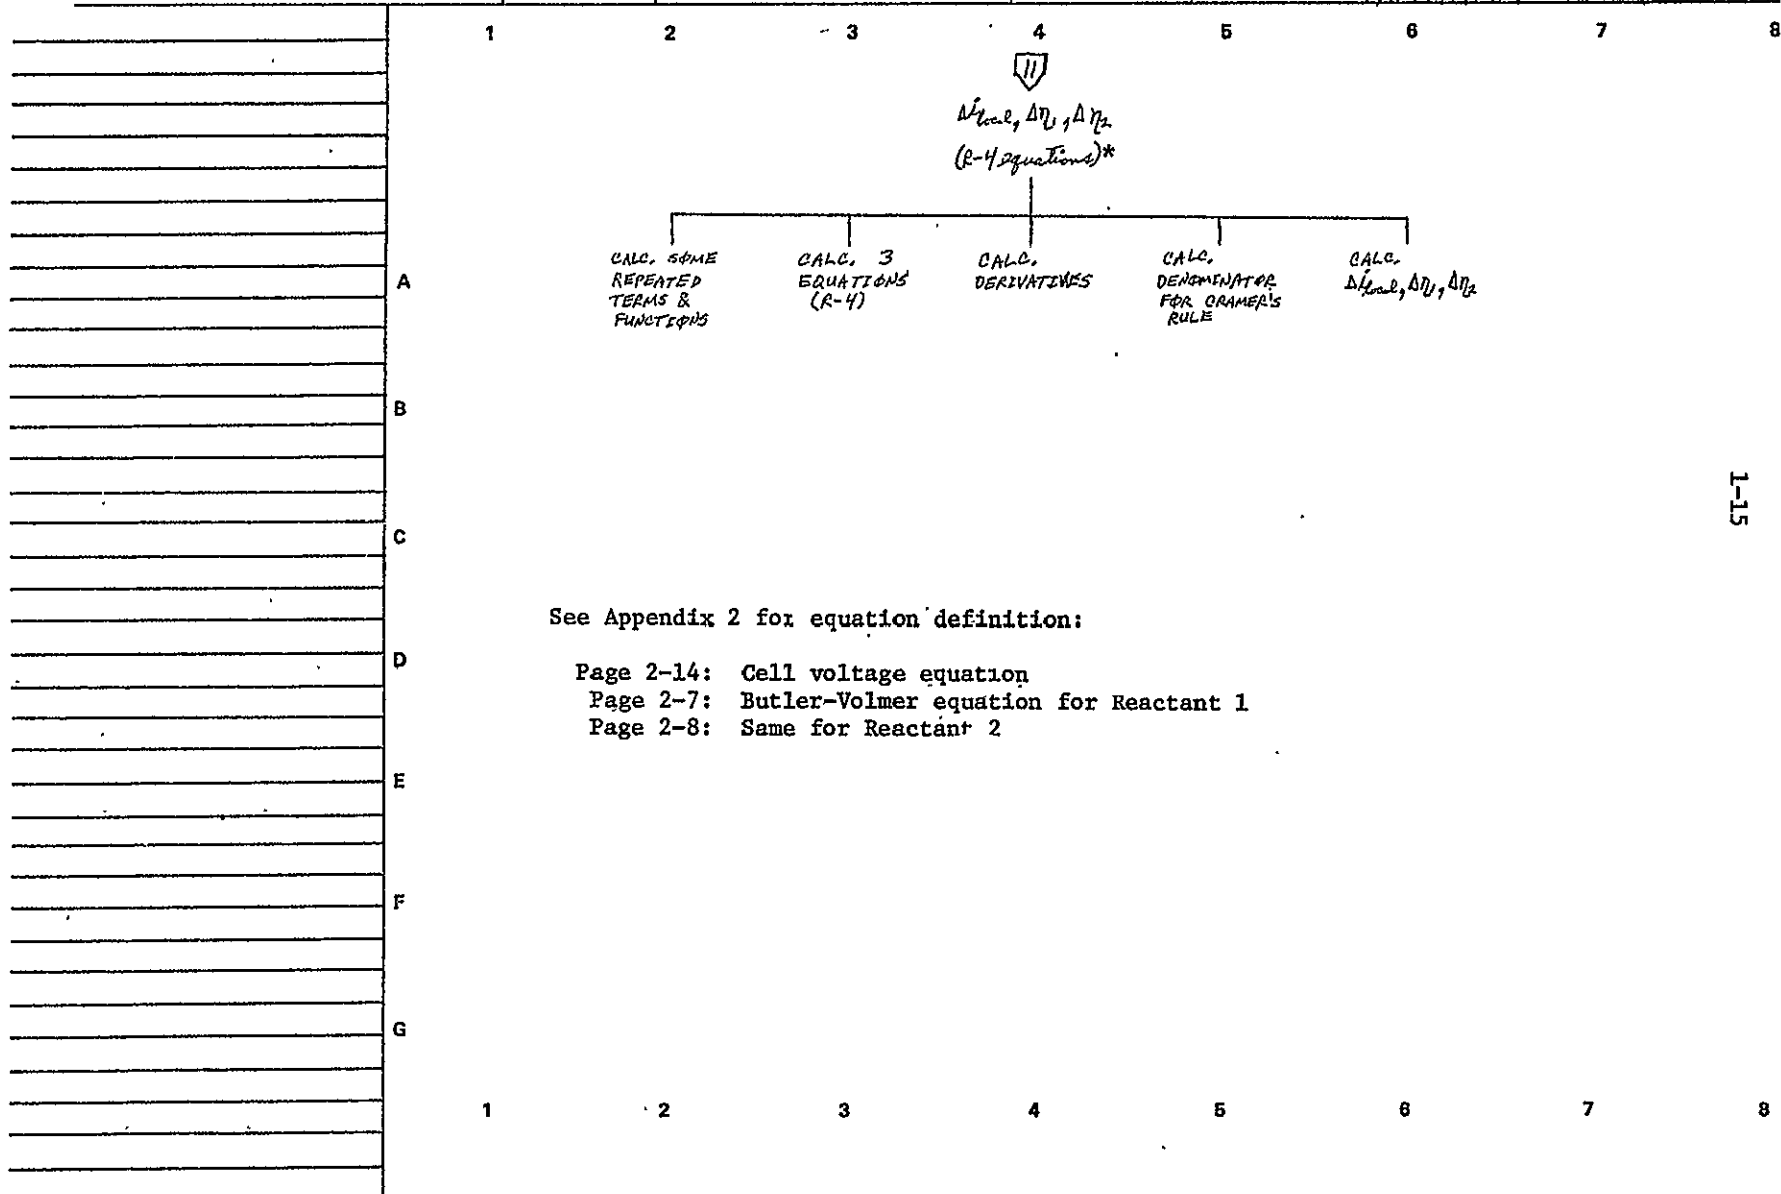 1 2 3 4 5 6 7 8
11
Δi_local, Δη₁, Δη₂
(R-4 equations)*
CALC. SOME
REPEATED
TERMS &
FUNCTIONS
CALC. 3
EQUATIONS
(R-4)
CALC.
DERIVATIVES
CALC.
DENOMINATOR
FOR CRAMER'S
RULE
CALC.
Δi_local, Δη₁, Δη₂
A
B
C
1-15
See Appendix 2 for equation definition:
D
Page 2-14: Cell voltage equation
Page 2-7: Butler-Volmer equation for Reactant 1
Page 2-8: Same for Reactant 2
E
F
G
1 2 3 4 5 6 7 8